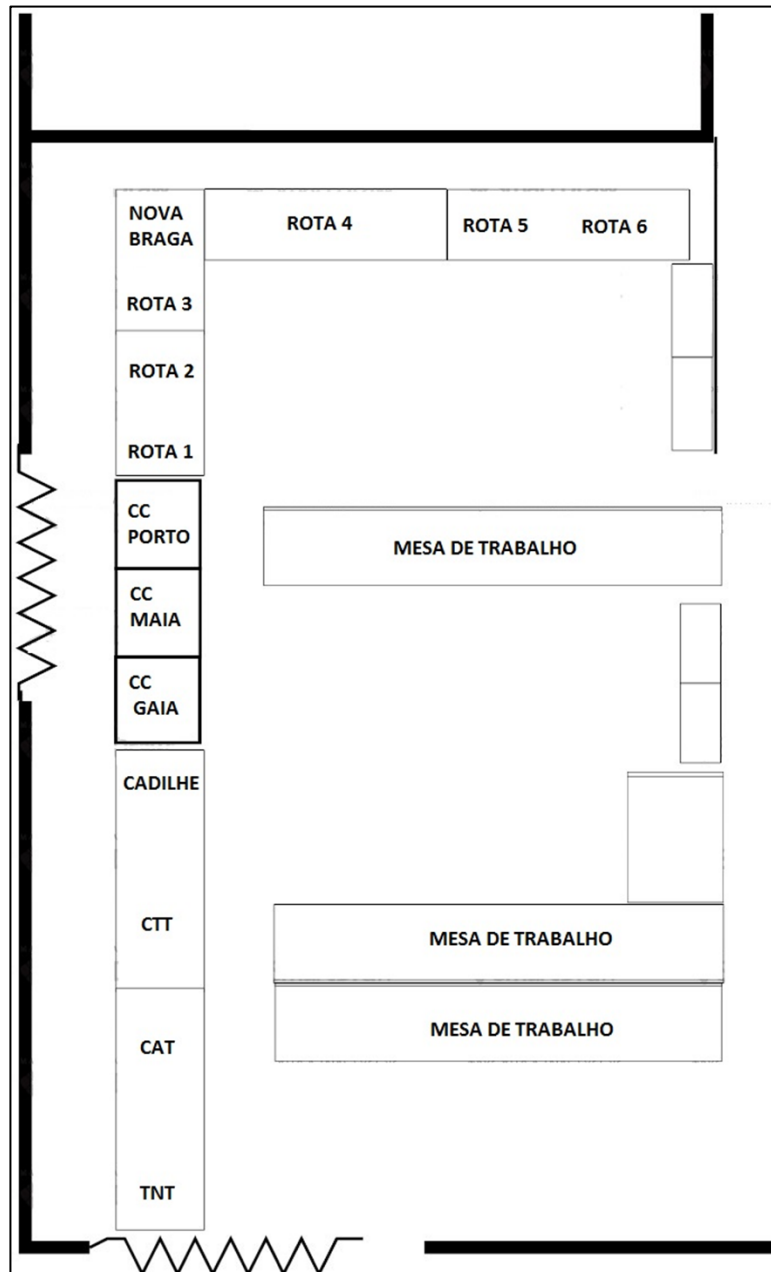 NOVA
BRAGA
ROTA 4
ROTA 5
ROTA 6
ROTA 3
ROTA 2
ROTA 1
CC
PORTO
MESA DE TRABALHO
CC
MAIA
CC
GAIA
CADILHE
CTT
MESA DE TRABALHO
MESA DE TRABALHO
CAT
TNT